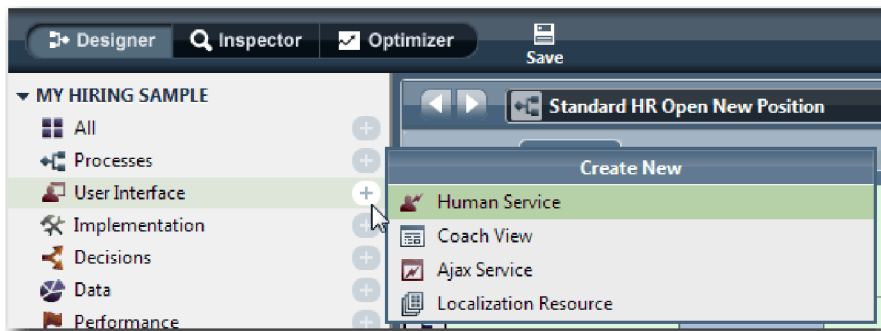 Designer Inspector Optimizer
Save
MY HIRING SAMPLE
All
Processes
User Interface
Implementation
Decisions
Data
Performance
Standard HR Open New Position
Create New
Human Service
Coach View
Ajax Service
Localization Resource